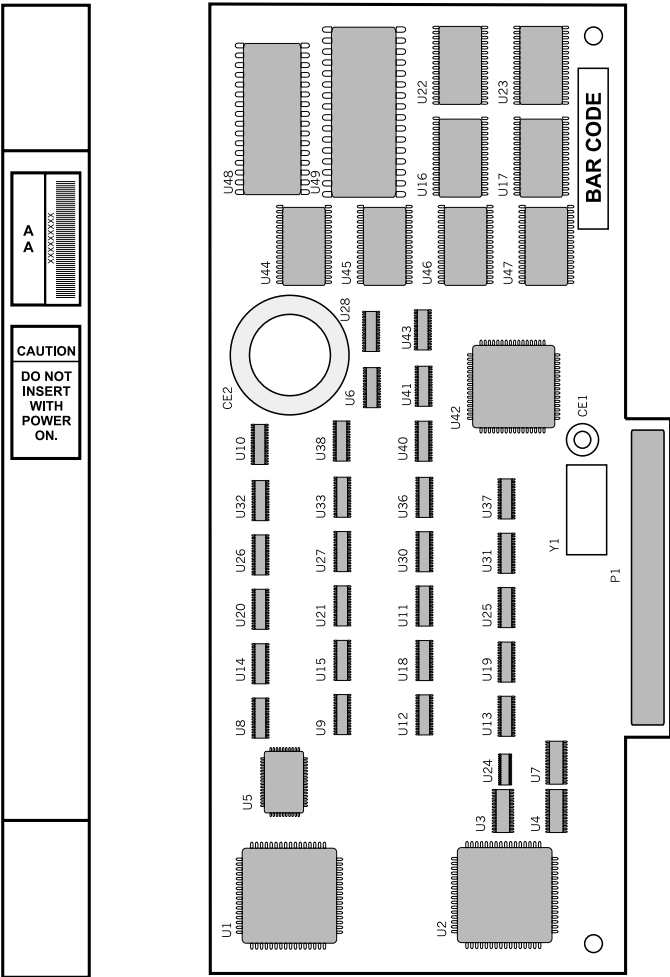 A
A
XXXXXXXXXX
CAUTION
DO NOT
INSERT
WITH
POWER
ON.
U48
U49
U22
U23
U16
U17
BAR CODE
U44
U45
U46
U47
U28
U43
CE2
U6
U41
U42
CE1
U10
U38
U40
U32
U33
U36
U37
Y1
U26
U27
U30
U31
P1
U20
U21
U11
U25
U14
U15
U18
U19
U8
U9
U12
U13
U24
U7
U5
U3
U4
U1
U2